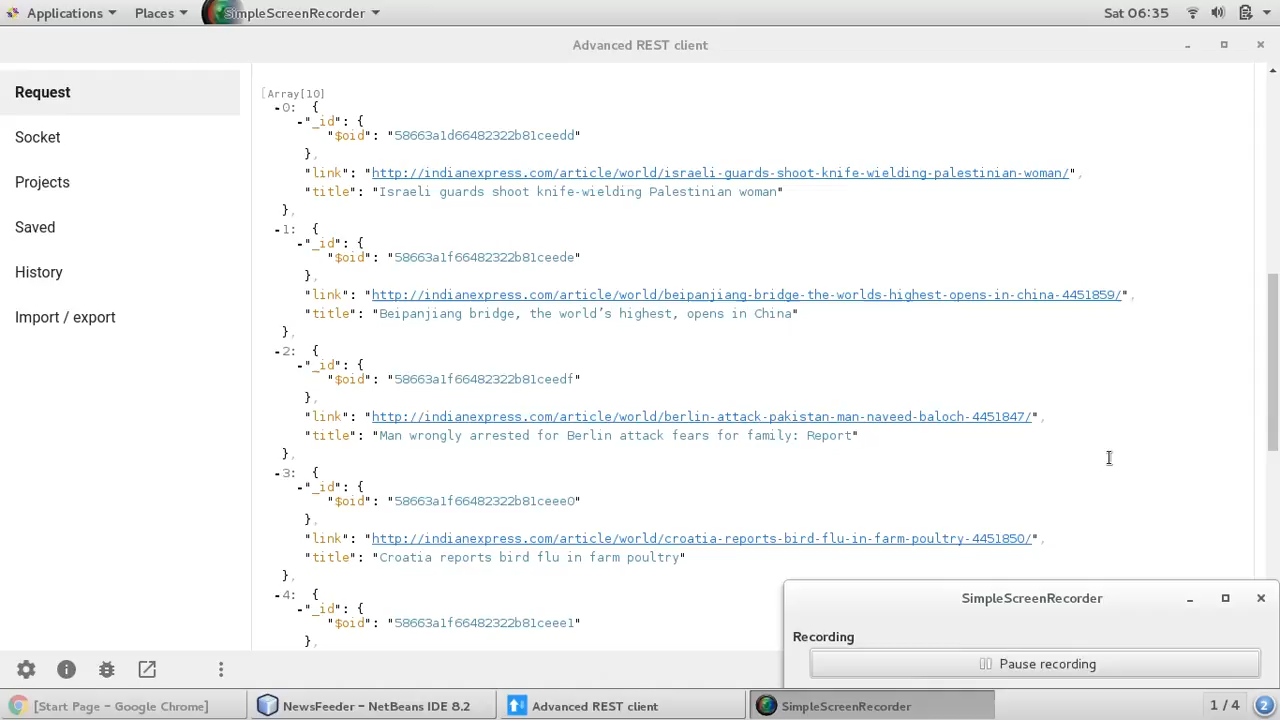 Applications Places SimpleScreenRecorder Sat 06:35
Advanced REST client
Request
Socket
Projects
Saved
History
Import / export
[Array[10]
-0: {
-"_id": {
"$oid": "58663a1d66482322b81ceedd"
},
"link": "http://indianexpress.com/article/world/israeli-guards-shoot-knife-wielding-palestinian-woman/",
"title": "Israeli guards shoot knife-wielding Palestinian woman"
},
-1: {
-"_id": {
"$oid": "58663a1f66482322b81ceede"
},
"link": "http://indianexpress.com/article/world/beipanjiang-bridge-the-worlds-highest-opens-in-china-4451859/",
"title": "Beipanjiang bridge, the world’s highest, opens in China"
},
-2: {
-"_id": {
"$oid": "58663a1f66482322b81ceedf"
},
"link": "http://indianexpress.com/article/world/berlin-attack-pakistan-man-naveed-baloch-4451847/",
"title": "Man wrongly arrested for Berlin attack fears for family: Report"
},
-3: {
-"_id": {
"$oid": "58663a1f66482322b81ceee0"
},
"link": "http://indianexpress.com/article/world/croatia-reports-bird-flu-in-farm-poultry-4451850/",
"title": "Croatia reports bird flu in farm poultry"
},
-4: {
-"_id": {
"$oid": "58663a1f66482322b81ceee1"
},
SimpleScreenRecorder
Recording
Pause recording
[Start Page - Google Chrome] NewsFeeder - NetBeans IDE 8.2 Advanced REST client SimpleScreenRecorder 1 / 4 2